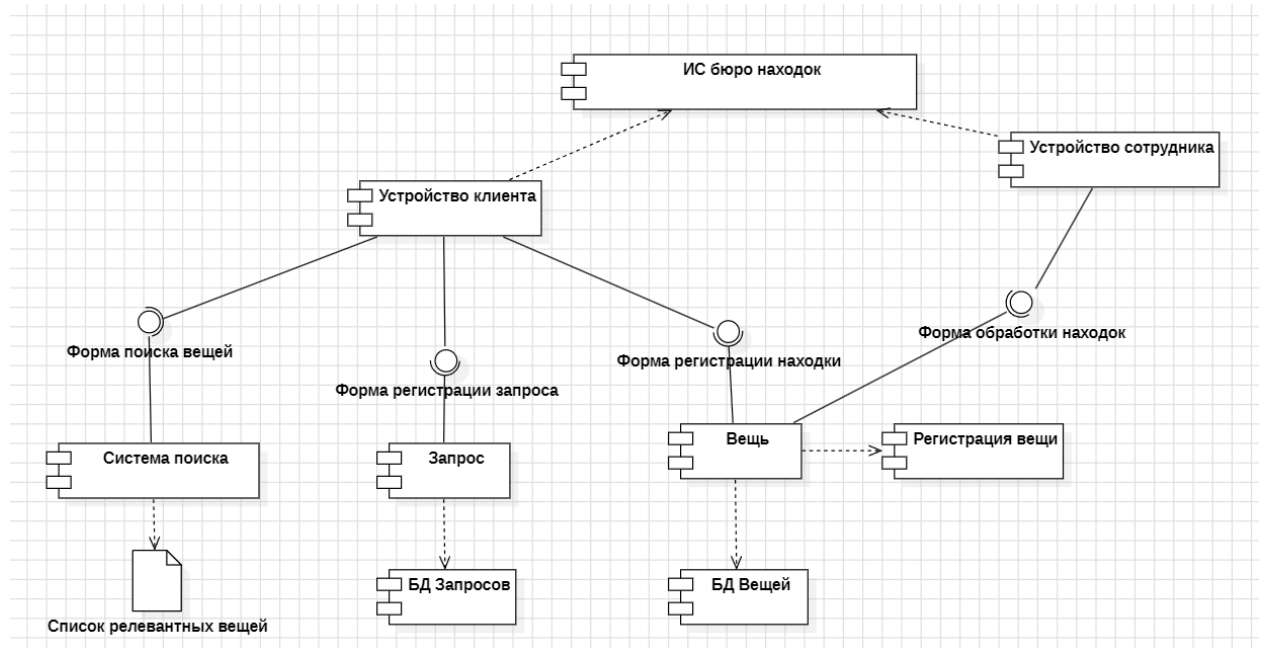 ИС бюро находок
Устройство сотрудника
Устройство клиента
Форма поиска вещей
Форма регистрации запроса
Форма регистрации находки
Форма обработки находок
Система поиска
Запрос
Вещь
Регистрация вещи
Список релевантных вещей
БД Запросов
БД Вещей